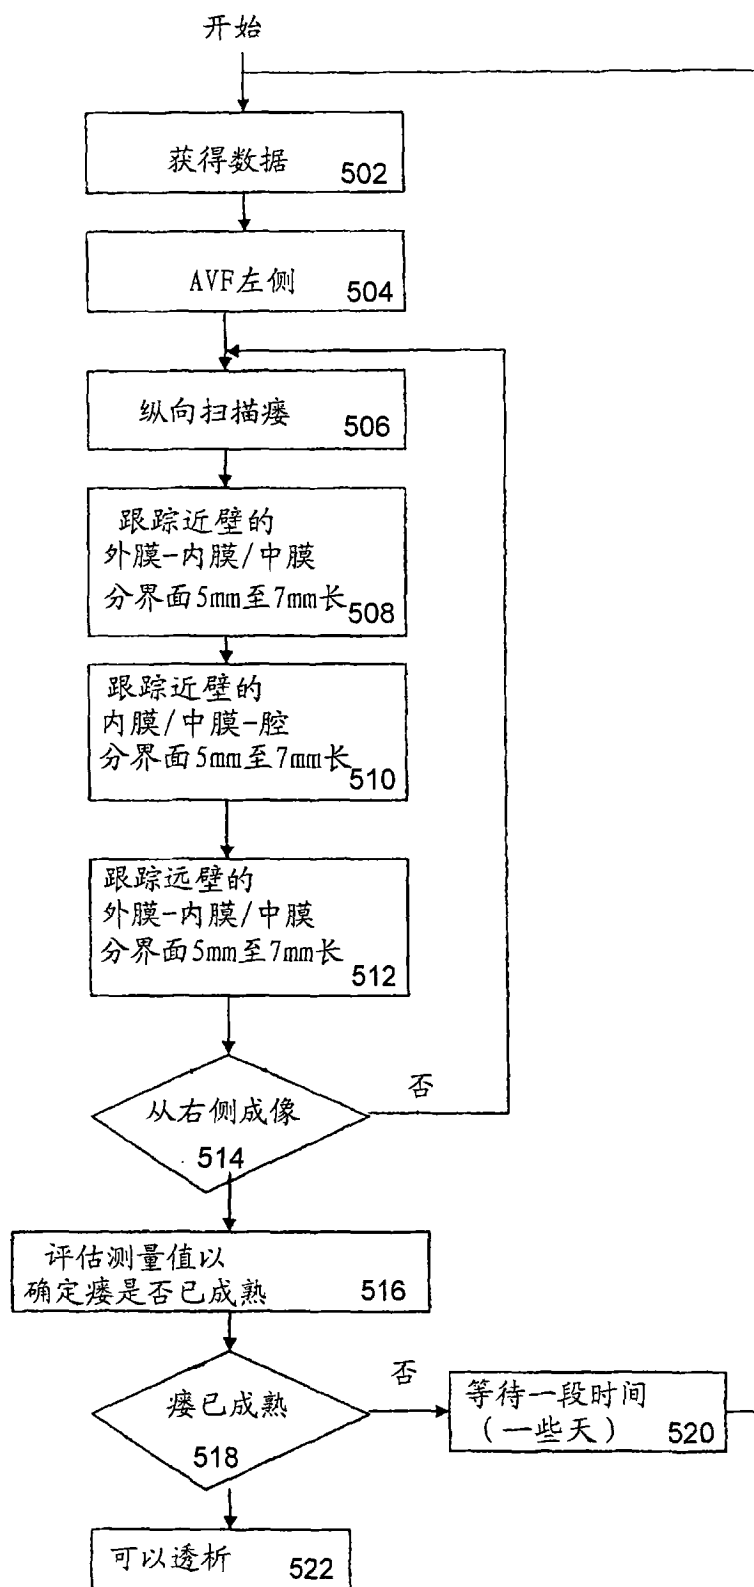 开始
获得数据 502
AVF左侧 504
纵向扫描瘘 506
跟踪近壁的
外膜-内膜/中膜
分界面5mm至7mm长 508
跟踪近壁的
内膜/中膜-腔
分界面5mm至7mm长 510
跟踪远壁的
外膜-内膜/中膜
分界面5mm至7mm长 512
否
从右侧成像
514
评估测量值以
确定瘘是否已成熟 516
否
瘘已成熟
518
等待一段时间
（一些天） 520
可以透析 522